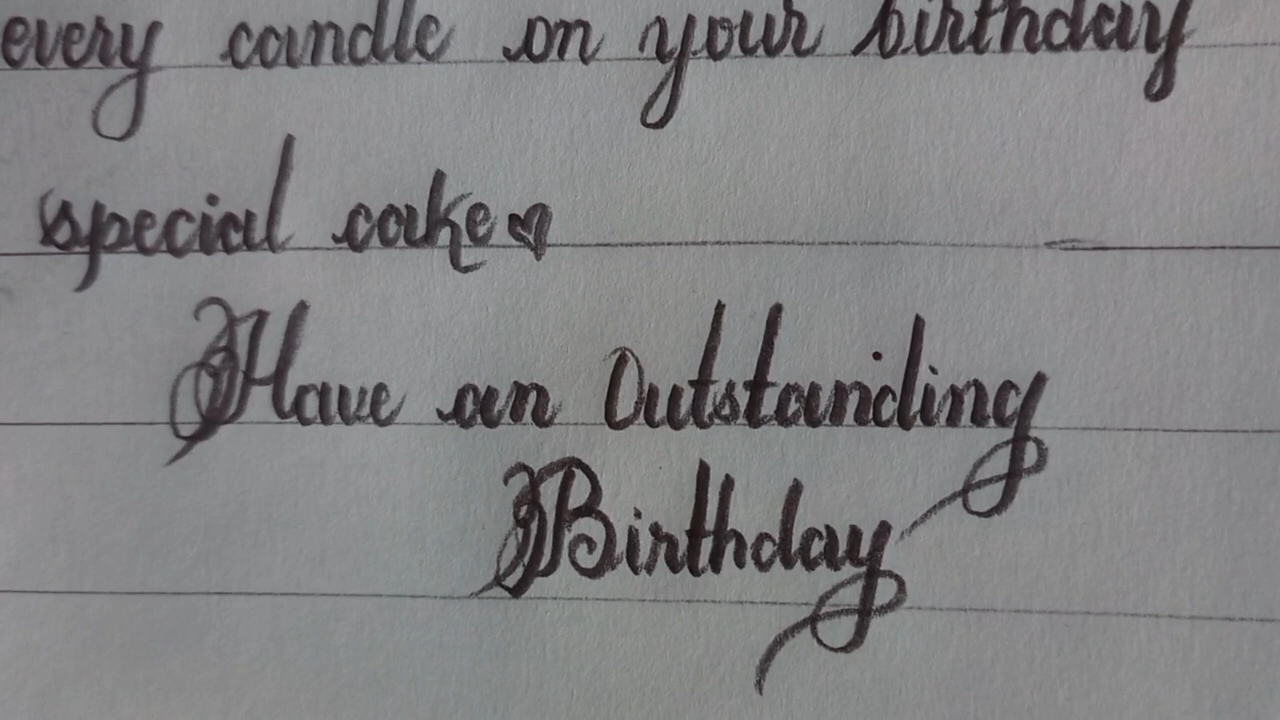 every candle on your birthday
special cake♥
Have an Outstanding
Birthday